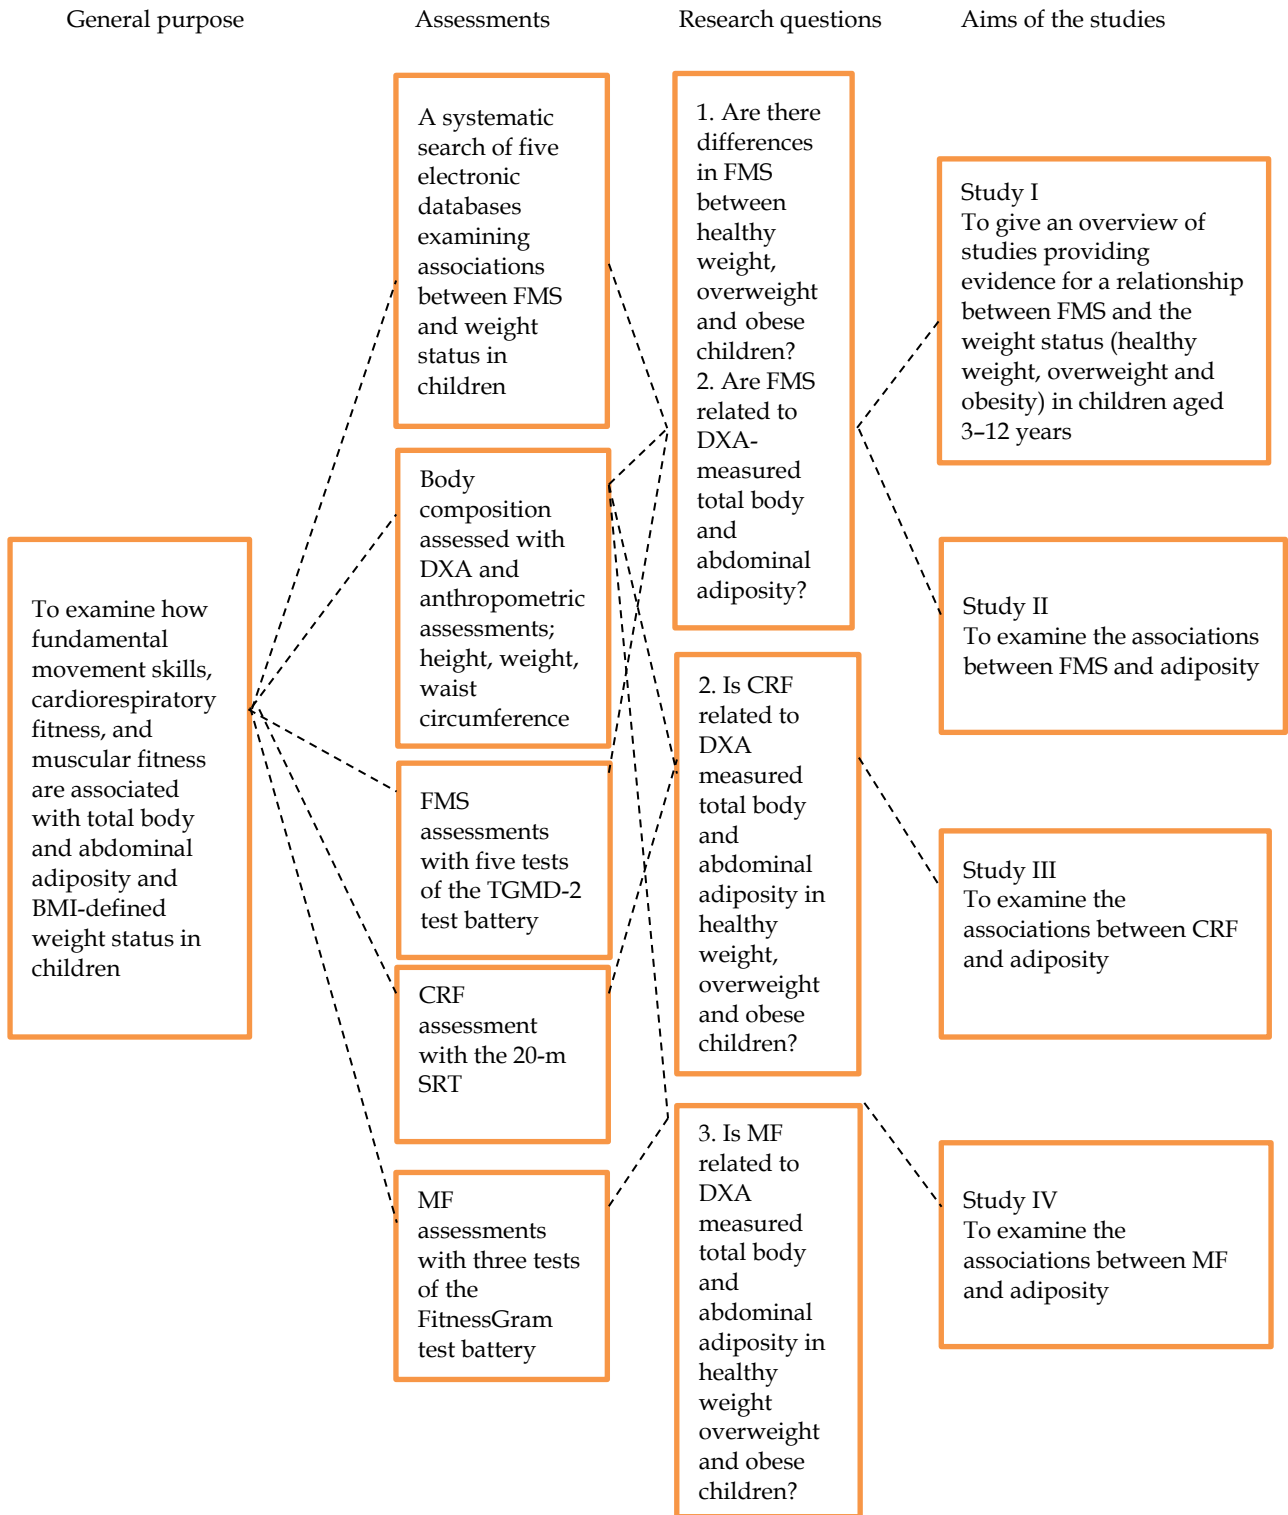 General purpose
Assessments
Research questions
Aims of the studies
To examine how
fundamental
movement skills,
cardiorespiratory
fitness, and
muscular fitness
are associated
with total body
and abdominal
adiposity and
BMI-defined
weight status in
children
A systematic
search of five
electronic
databases
examining
associations
between FMS
and weight
status in
children
Body
composition
assessed with
DXA and
anthropometric
assessments;
height, weight,
waist
circumference
FMS
assessments
with five tests
of the TGMD-2
test battery
CRF
assessment
with the 20-m
SRT
MF
assessments
with three tests
of the
FitnessGram
test battery
1. Are there
differences
in FMS
between
healthy
weight,
overweight
and obese
children?
2. Are FMS
related to
DXA-
measured
total body
and
abdominal
adiposity?
2. Is CRF
related to
DXA
measured
total body
and
abdominal
adiposity in
healthy
weight,
overweight
and obese
children?
3. Is MF
related to
DXA
measured
total body
and
abdominal
adiposity in
healthy
weight
overweight
and obese
children?
Study I
To give an overview of
studies providing
evidence for a relationship
between FMS and the
weight status (healthy
weight, overweight and
obesity) in children aged
3–12 years
Study II
To examine the associations
between FMS and adiposity
Study III
To examine the
associations between CRF
and adiposity
Study IV
To examine the
associations between MF
and adiposity